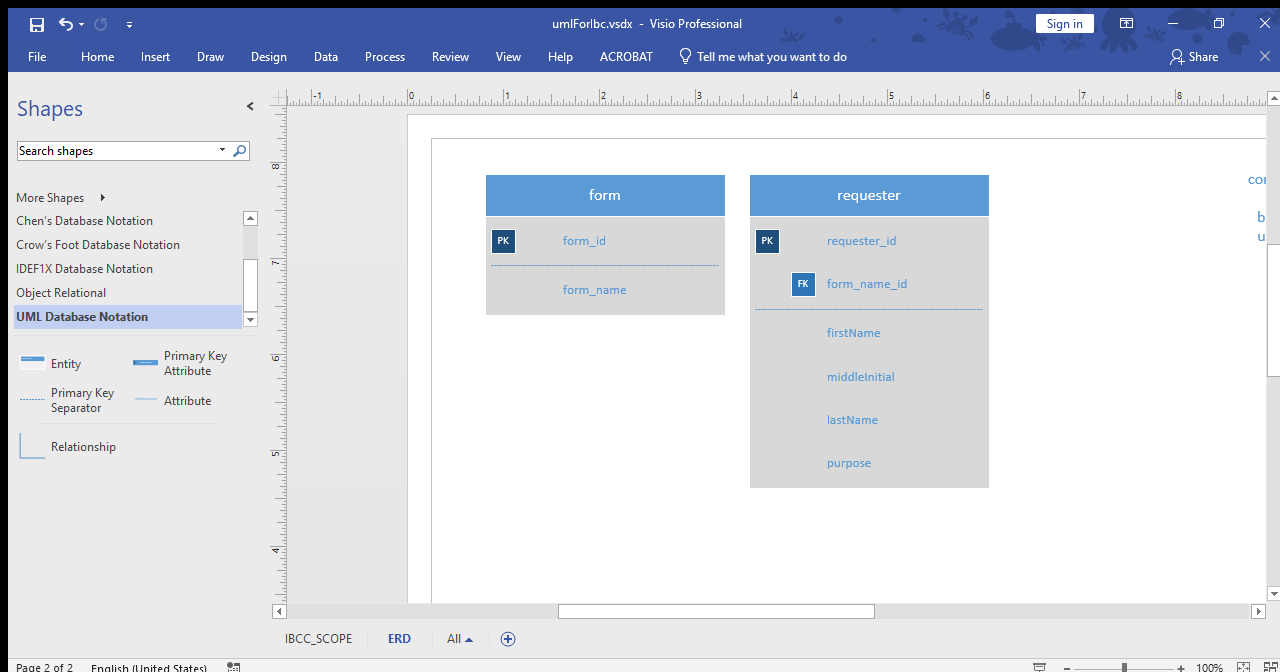 umlForIbc.vsdx - Visio Professional
Sign in
File Home Insert Draw Design Data Process Review View Help ACROBAT Tell me what you want to do Share
Shapes
Search shapes
More Shapes
Chen's Database Notation
Crow's Foot Database Notation
IDEF1X Database Notation
Object Relational
UML Database Notation
Entity
Primary Key
Attribute
Primary Key
Separator
Attribute
Relationship
-1 0 1 2 3 4 5 6 7 8
8
7
6
5
4
form
PK form_id
form_name
requester
PK requester_id
FK form_name_id
firstName
middleInitial
lastName
purpose
IBCC_SCOPE ERD All
Page 2 of 2 English (United States) 100%